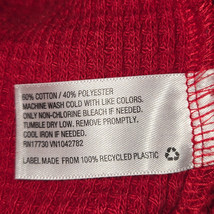 60% COTTON / 40% POLYESTER
MACHINE WASH COLD WITH LIKE COLORS.
ONLY NON-CHLORINE BLEACH IF NEEDED.
TUMBLE DRY LOW. REMOVE PROMPTLY.
COOL IRON IF NEEDED.
RN17730 VN1042782
LABEL MADE FROM 100% RECYCLED PLASTIC